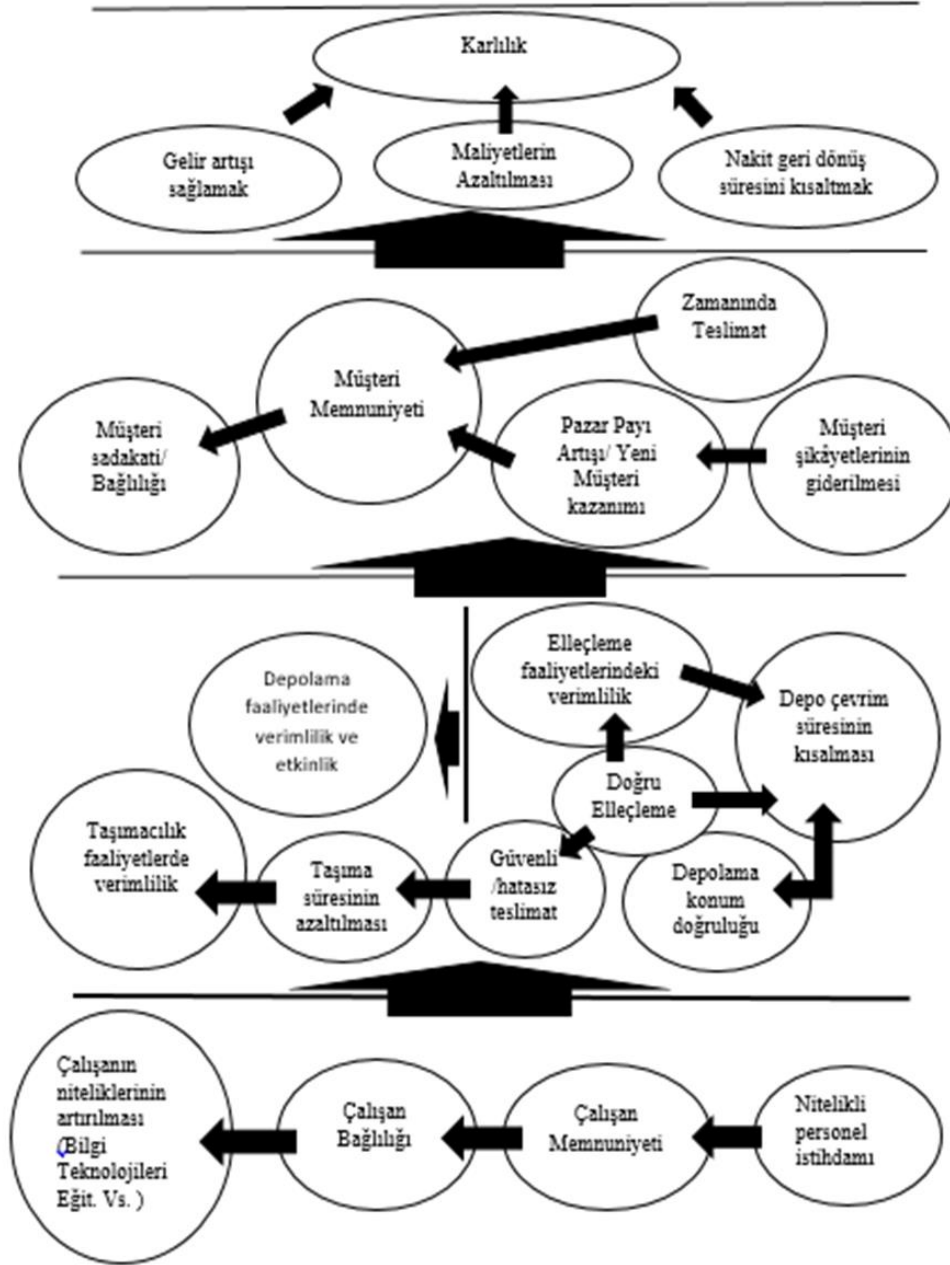 Karlılık
Gelir artışı
sağlamak
Maliyetlerin
Azaltılması
Nakit geri dönüş
süresini kısaltmak
Zamanında
Teslimat
Müşteri
Memnuniyeti
Müşteri
sadakati/
Bağlılığı
Pazar Payı
Artışı/ Yeni
Müşteri
kazanımı
Müşteri
şikâyetlerinin
giderilmesi
Depolama
faaliyetlerinde
verimlilik ve
etkinlik
Elleçleme
faaliyetlerindeki
verimlilik
Depo çevrim
süresinin
kısalması
Doğru
Elleçleme
Taşımacılık
faaliyetlerde
verimlilik
Taşıma
süresinin
azaltılması
Güvenli
/hatasız
teslimat
Depolama
konum
doğruluğu
Çalışanın
niteliklerinin
artırılması
(Bilgi
Teknolojileri
Eğit. Vs. )
Çalışan
Bağlılığı
Çalışan
Memnuniyeti
Nitelikli
personel
istihdamı